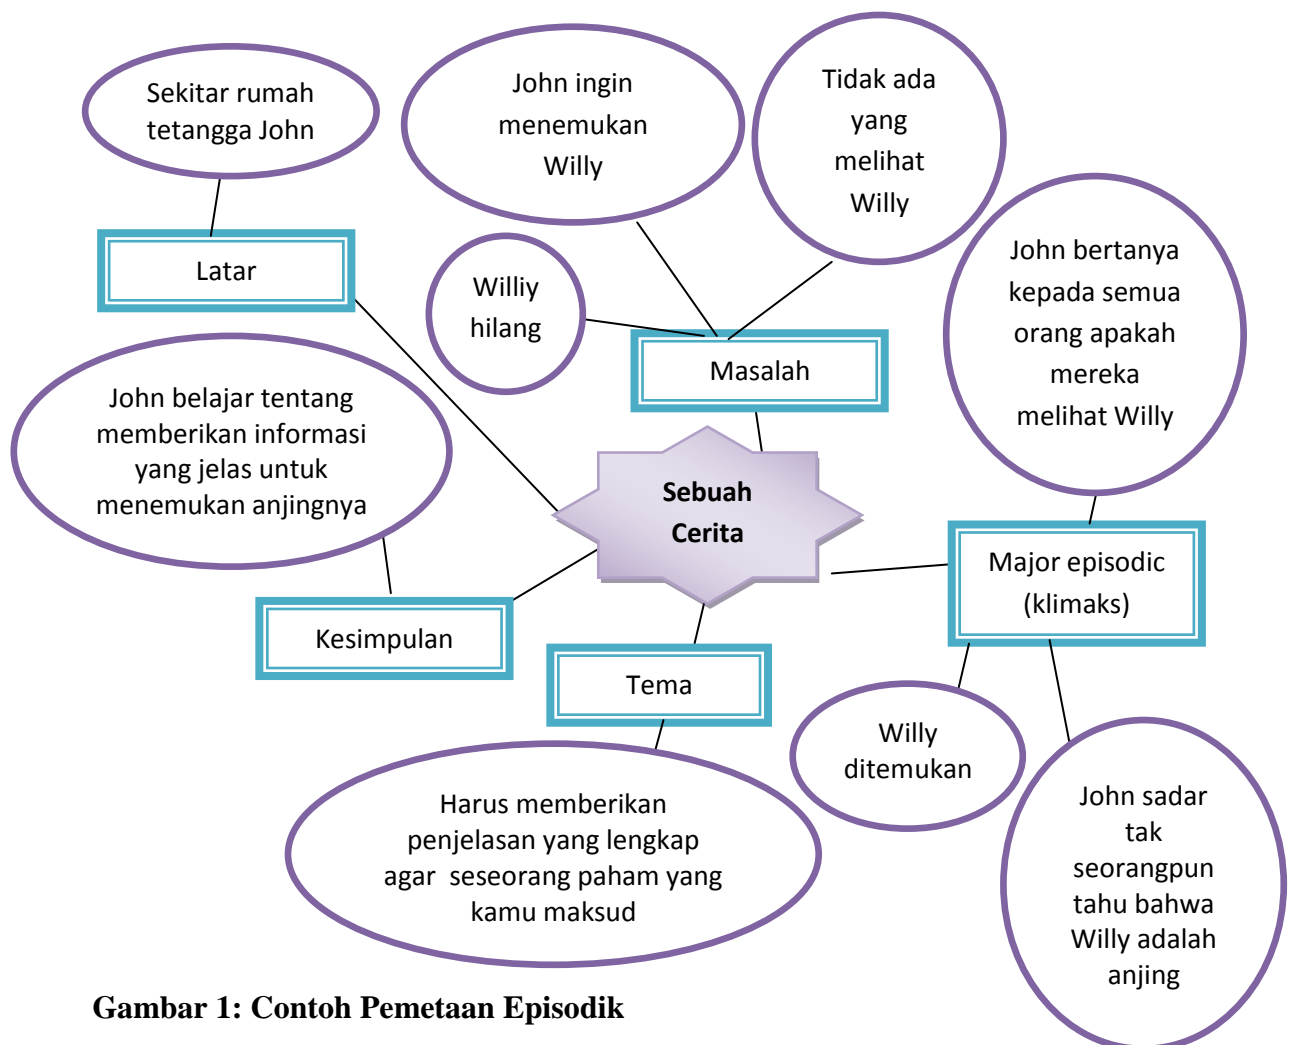 Sekitar rumah
tetangga John
Latar
John ingin
menemukan
Willy
Tidak ada
yang
melihat
Willy
Williy
hilang
Masalah
John bertanya
kepada semua
orang apakah
mereka
melihat Willy
John belajar tentang
memberikan informasi
yang jelas untuk
menemukan anjingnya
Sebuah
Cerita
Major episodic
(klimaks)
Kesimpulan
Tema
Willy
ditemukan
Harus memberikan
penjelasan yang lengkap
agar seseorang paham yang
kamu maksud
John sadar
tak
seorangpun
tahu bahwa
Willy adalah
anjing
Gambar 1: Contoh Pemetaan Episodik